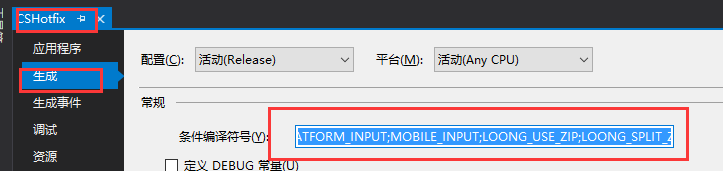 CSHotfix
应用程序
生成
生成事件
调试
资源
配置(C): 活动(Release) 平台(M): 活动(Any CPU)
常规
条件编译符号(Y): ATFORM_INPUT;MOBILE_INPUT;LOONG_USE_ZIP;LOONG_SPLIT_Z
定义 DEBUG 常量(U)